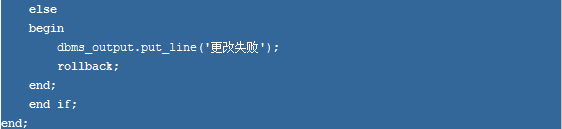 else
begin
dbms_output.put_line('更改失败');
rollback;
end;
end if;
end;